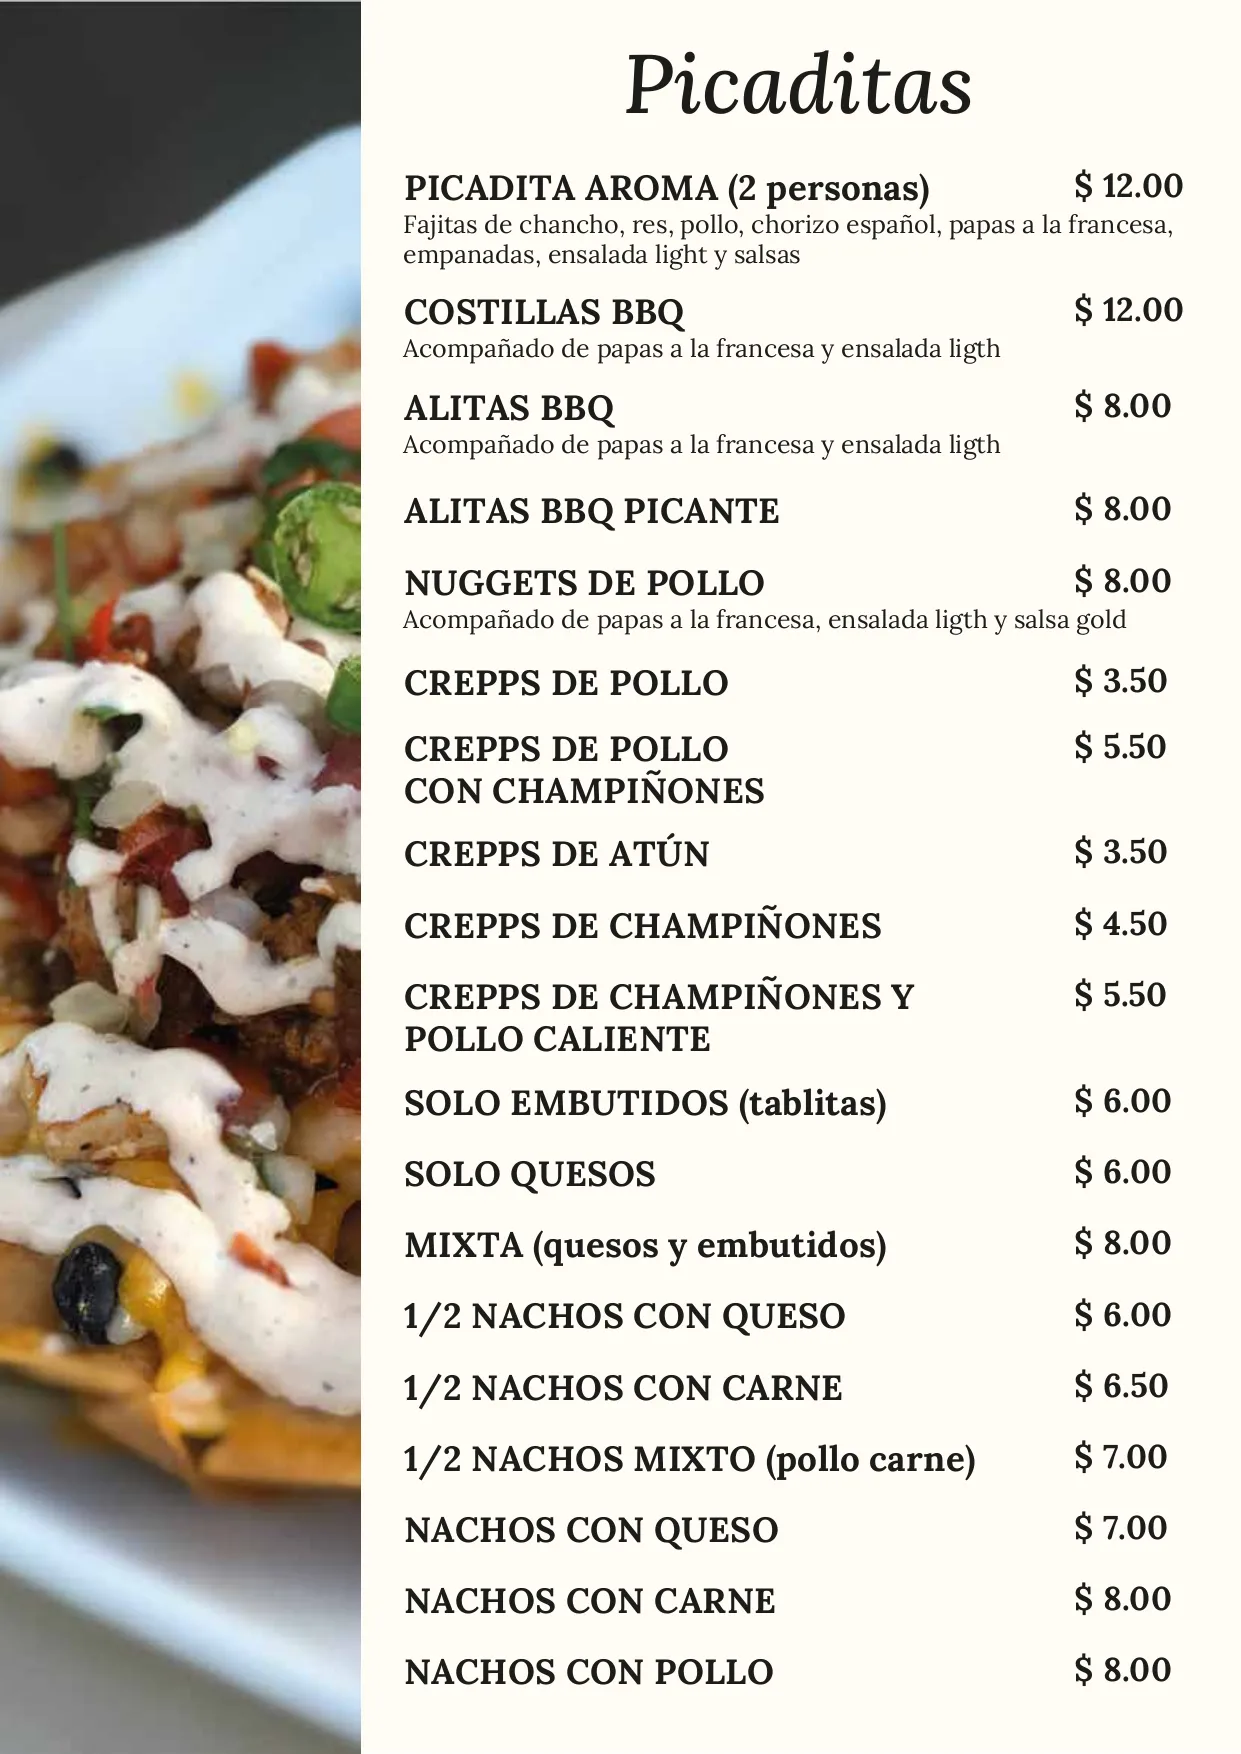 Picaditas
PICADITA AROMA (2 personas) $ 12.00
Fajitas de chancho, res, pollo, chorizo español, papas a la francesa,
empanadas, ensalada light y salsas
COSTILLAS BBQ $ 12.00
Acompañado de papas a la francesa y ensalada ligth
ALITAS BBQ $ 8.00
Acompañado de papas a la francesa y ensalada ligth
ALITAS BBQ PICANTE $ 8.00
NUGGETS DE POLLO $ 8.00
Acompañado de papas a la francesa, ensalada ligth y salsa gold
CREPPS DE POLLO $ 3.50
CREPPS DE POLLO $ 5.50
CON CHAMPIÑONES
CREPPS DE ATÚN $ 3.50
CREPPS DE CHAMPIÑONES $ 4.50
CREPPS DE CHAMPIÑONES Y $ 5.50
POLLO CALIENTE
SOLO EMBUTIDOS (tablitas) $ 6.00
SOLO QUESOS $ 6.00
MIXTA (quesos y embutidos) $ 8.00
1/2 NACHOS CON QUESO $ 6.00
1/2 NACHOS CON CARNE $ 6.50
1/2 NACHOS MIXTO (pollo carne) $ 7.00
NACHOS CON QUESO $ 7.00
NACHOS CON CARNE $ 8.00
NACHOS CON POLLO $ 8.00